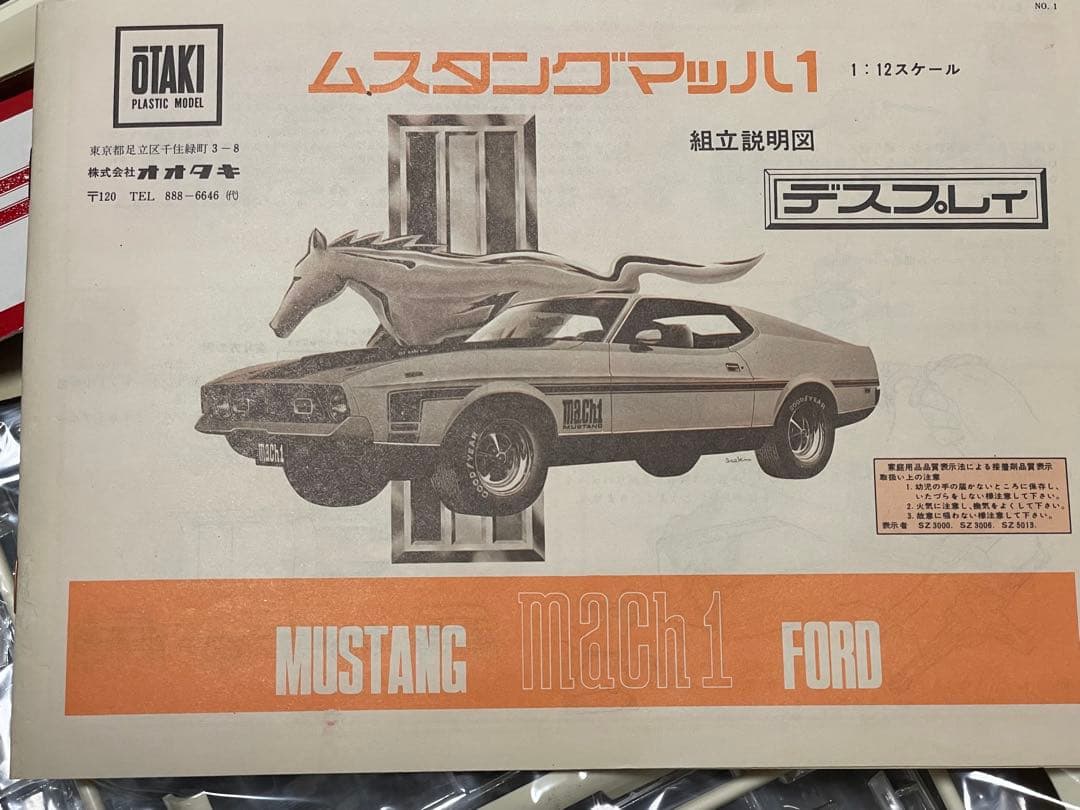 NO. 1
ŌTAKI
PLASTIC MODEL
ムスタングマッハ1
1:12スケール
東京都足立区千住緑町3-8
株式会社オオタキ
〒120 TEL 888-6646 ㈹
組立説明図
デスプレイ
mach1
MUSTANG
GOODYEAR
GOODYEAR
mach1
家庭用品品質表示法による接着剤品質表示
取扱い上の注意
1. 幼児の手の届かないところに保存し、
いたづらをしない様注意して下さい。
2. 火気に注意し、換気をよくして下さい。
3. 故意に吸わない様注意して下さい。
表示者 SZ 3000. SZ 3006. SZ 5013.
MUSTANG mach 1 FORD